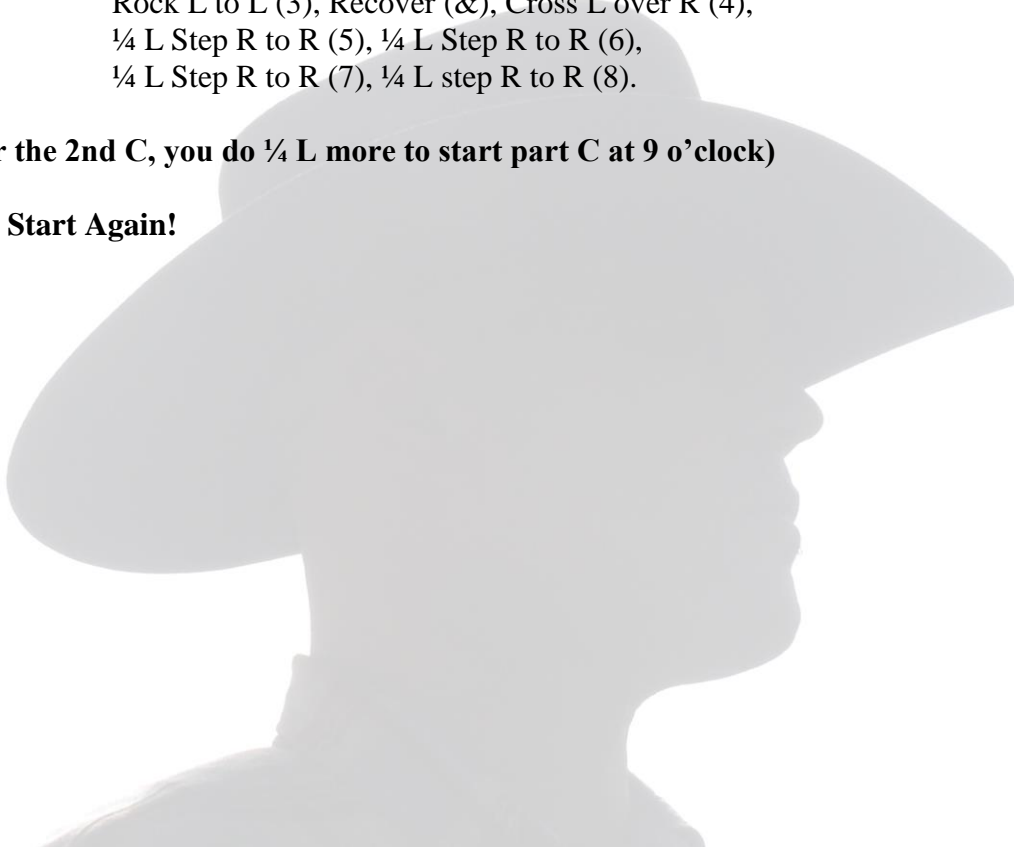 Rock L to L (3), Recover (&), Cross L over R (4),
¼ L Step R to R (5), ¼ L Step R to R (6),
¼ L Step R to R (7), ¼ L step R to R (8).
the 2nd C, you do ¼ L more to start part C at 9 o’clock)
Start Again!